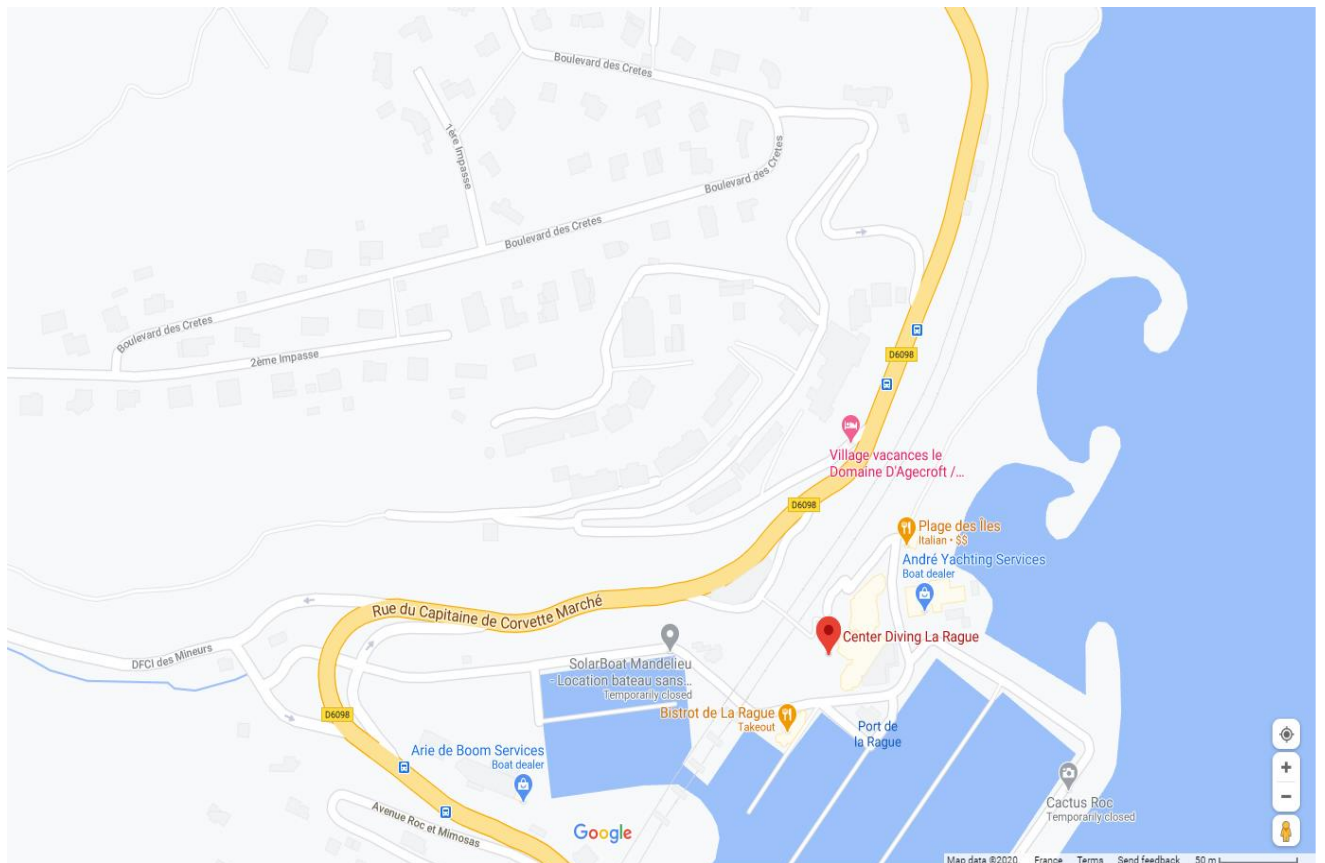 Boulevard des Cretes
1ère Impasse
Boulevard des Cretes
Boulevard des Cretes
Boulevard des Cretes
2ème Impasse
D6098
Village vacances le
Domaine D'Agecroft /...
D6098
Plage des Îles
Italian • $$
André Yachting Services
Boat dealer
Rue du Capitaine de Corvette Marché
Center Diving La Rague
DFCI des Mineurs
SolarBoat Mandelieu
- Location bateau sans...
Temporarily closed
D6098
Bistrot de La Rague
Takeout
Port de
la Rague
Arie de Boom Services
Boat dealer
Cactus Roc
Temporarily closed
Avenue Roc et Mimosas
Google
Map data ©2020 France Terms Send feedback 50 m